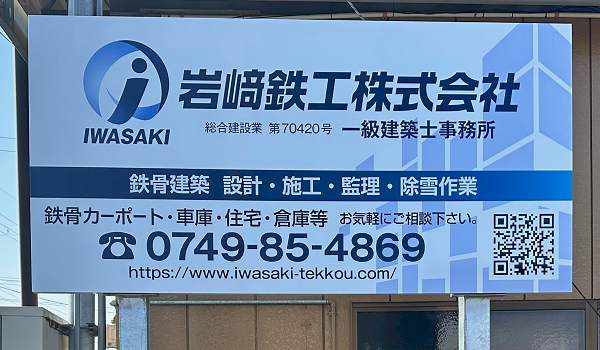 岩﨑鉄工株式会社
IWASAKI
総合建設業 第70420号 一級建築士事務所
鉄骨建築 設計・施工・監理・除雪作業
鉄骨カーポート・車庫・住宅・倉庫等 お気軽にご相談下さい。
☎0749-85-4869
https://www.iwasaki-tekkou.com/